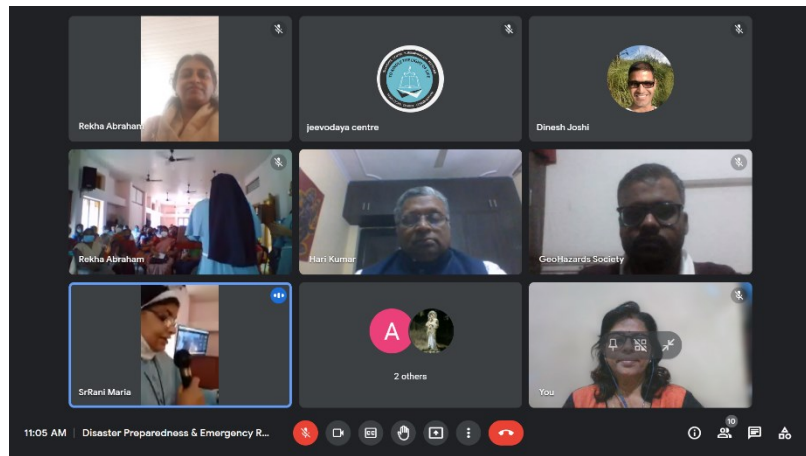 Rekha Abraham
jeevodaya centre
Dinesh Joshi
Rekha Abraham
Hari Kumar
GeoHazards Society
SrRani Maria
A
2 others
You
11:05 AM | Disaster Preparedness & Emergency R...
CC
10